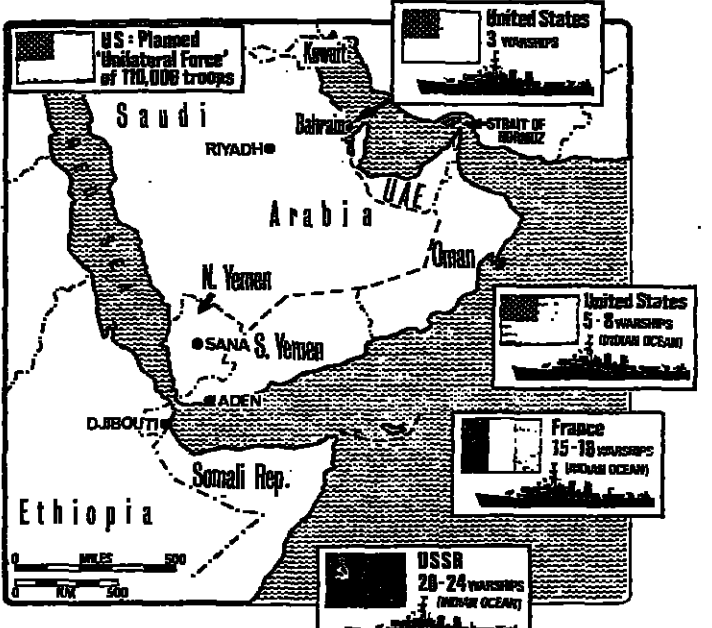 US: Planned
'Unilateral Force'
of 110,000 troops
United States
3 WARSHIPS
Kuwait
Saudi
Bahrain
STRAIT OF
HORMUZ
RIYADH
UAE
Arabia
Oman
N. Yemen
United States
5-8 WARSHIPS
(INDIAN OCEAN)
SANA
S. Yemen
ADEN
France
15-18 WARSHIPS
(INDIAN OCEAN)
DJIBOUTI
Somali Rep.
Ethiopia
0 MILES 500
0 KM 500
USSR
20-24 WARSHIPS
(INDIAN OCEAN)